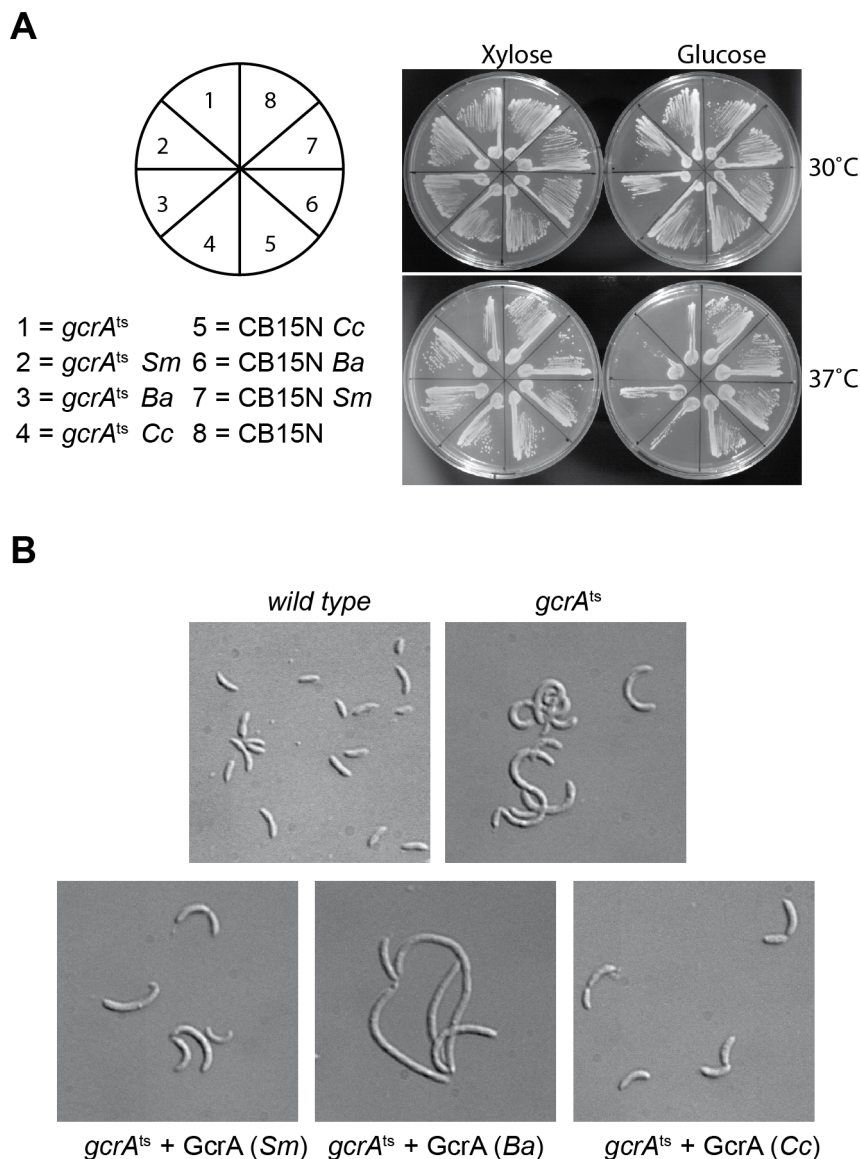 A
Xylose Glucose
1 8
2 7
3 6
4 5
30˚C
37˚C
1 = gcrAᵗˢ 5 = CB15N Cc
2 = gcrAᵗˢ Sm 6 = CB15N Ba
3 = gcrAᵗˢ Ba 7 = CB15N Sm
4 = gcrAᵗˢ Cc 8 = CB15N
B
wild type gcrAᵗˢ
gcrAᵗˢ + GcrA (Sm) gcrAᵗˢ + GcrA (Ba) gcrAᵗˢ + GcrA (Cc)